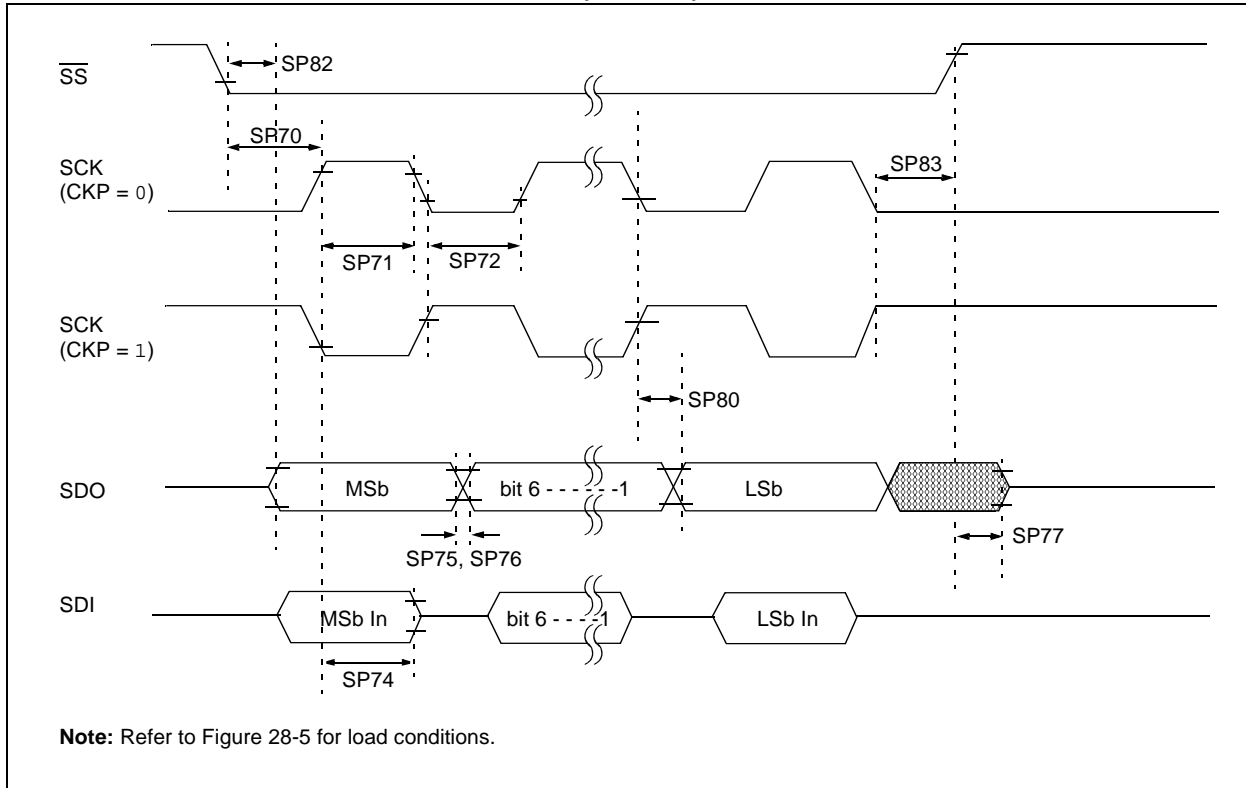 SS
SP82
SP70
SCK
(CKP = 0)
SP83
SP71
SP72
SCK
(CKP = 1)
SP80
SDO
MSb
bit 6 - - - - - -1
LSb
SP75, SP76
SP77
SDI
MSb In
bit 6 - - - -1
LSb In
SP74
Note: Refer to Figure 28-5 for load conditions.